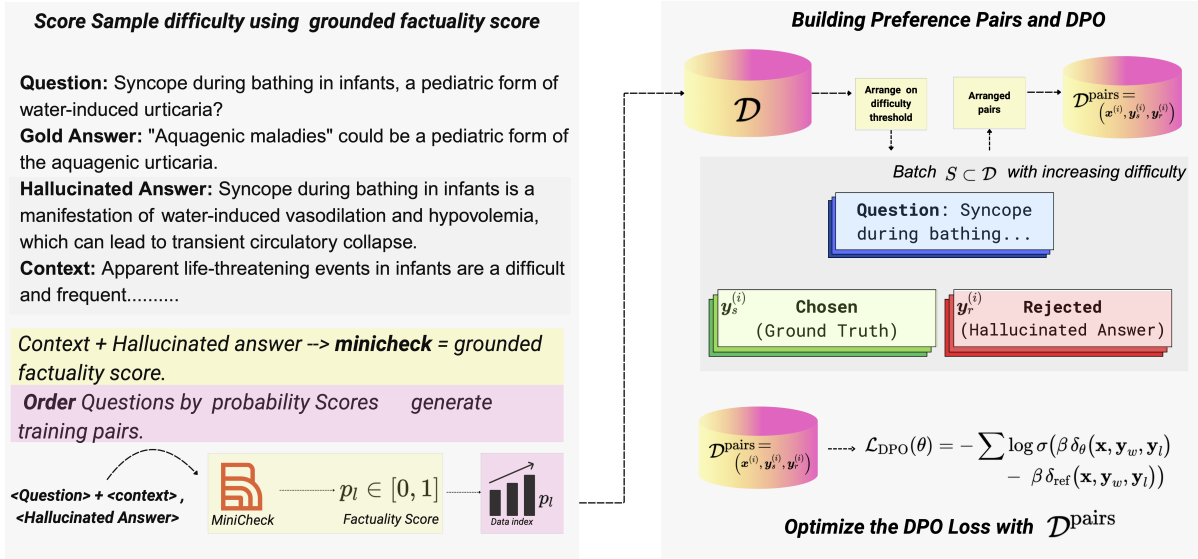 Score Sample difficulty using grounded factuality score
Question: Syncope during bathing in infants, a pediatric form of
water-induced urticaria?
Gold Answer: "Aquagenic maladies" could be a pediatric form of
the aquagenic urticaria.
Hallucinated Answer: Syncope during bathing in infants is a
manifestation of water-induced vasodilation and hypovolemia,
which can lead to transient circulatory collapse.
Context: Apparent life-threatening events in infants are a difficult
and frequent..........
Context + Hallucinated answer --> minicheck = grounded
factuality score.
Order Questions by probability Scores generate
training pairs.
<Question> + <context> ,
<Hallucinated Answer>
MiniCheck
p_l ∈ [0, 1]
Factuality Score
p_l
Data index
Building Preference Pairs and DPO
𝒟
Arrange on
difficulty
threshold
Arranged
pairs
𝒟^pairs =
(x^(i), y_s^(i), y_r^(i))
Batch S ⊂ 𝒟 with increasing difficulty
Question: Syncope
during bathing...
y_s^(i) Chosen
(Ground Truth)
y_r^(i) Rejected
(Hallucinated Answer)
𝒟^pairs =
(x^(i), y_s^(i), y_r^(i))
ℒ_DPO(θ) = − ∑ log σ(β δ_θ(x, y_w, y_l)
− β δ_ref(x, y_w, y_l))
Optimize the DPO Loss with 𝒟^pairs